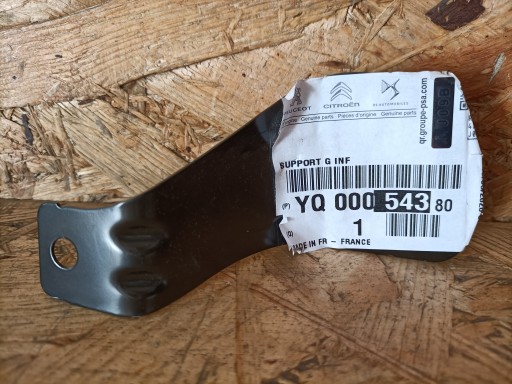 PEUGEOT CITROËN DS AUTOMOBILES
Genuine parts Pièces d'origine Genuine parts
qr.groupe-psa.com
SUPPORT G INF
(P) YQ 000 543 80
(Q) 1
MADE IN FR - FRANCE